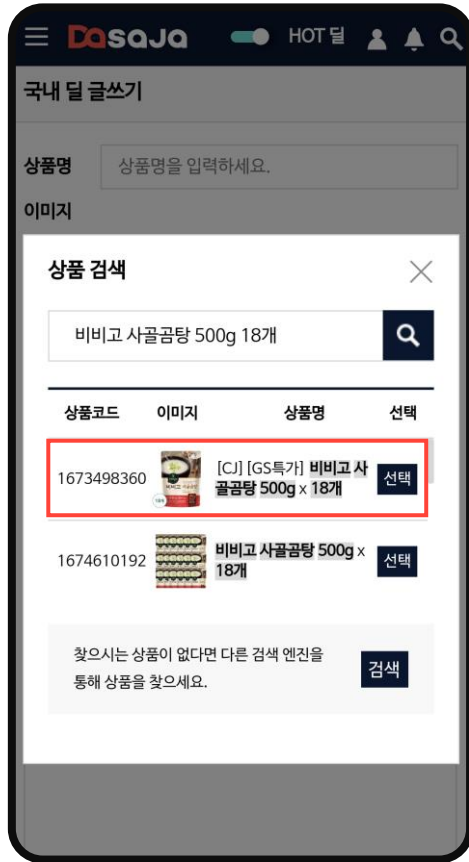 Dasaja HOT딜
국내 딜 글쓰기
상품명 상품명을 입력하세요.
이미지
상품 검색
비비고 사골곰탕 500g 18개
상품코드 이미지 상품명 선택
1673498360 [CJ] [GS특가] 비비고 사 선택
골곰탕 500g x 18개
1674610192 비비고 사골곰탕 500g x 선택
18개
찾으시는 상품이 없다면 다른 검색 엔진을 검색
통해 상품을 찾으세요.